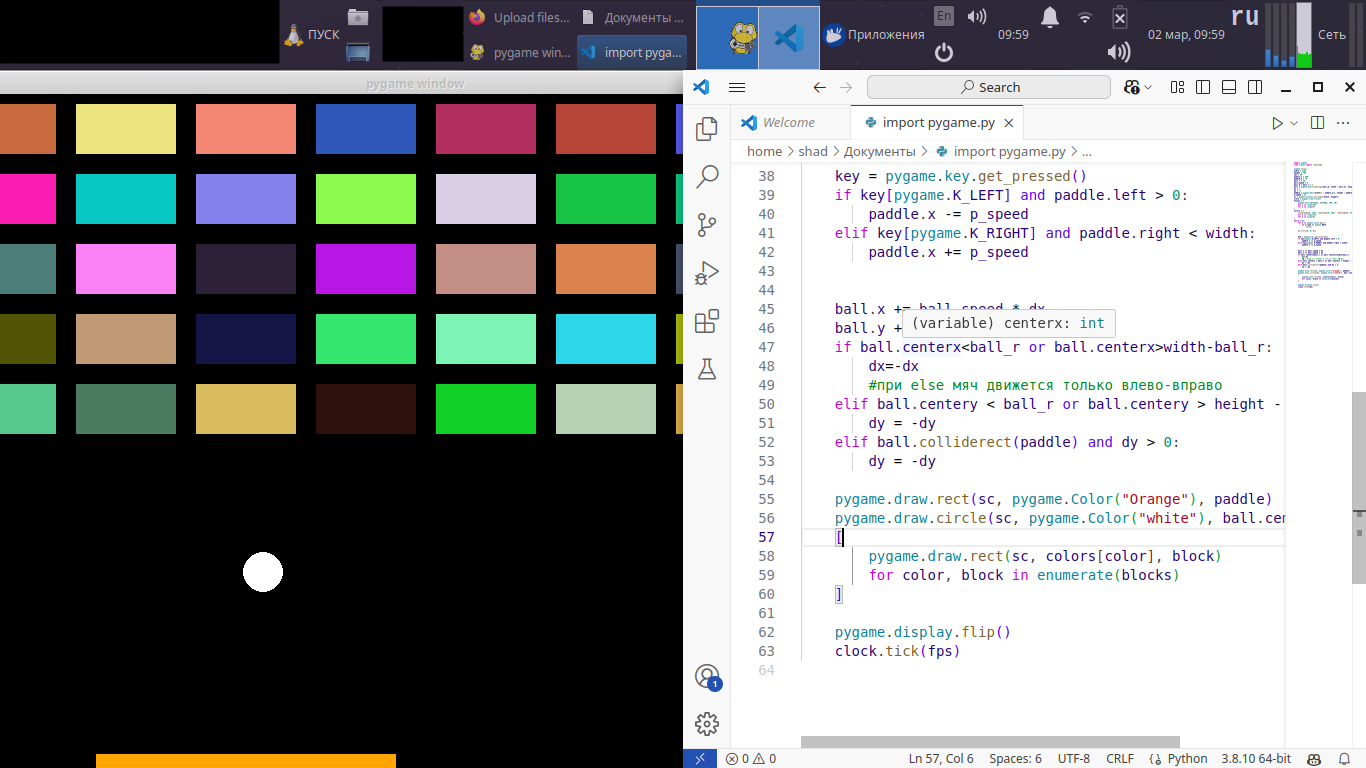 ПУСК
Upload files...
Документы ...
pygame win...
import pyga...
Приложения
En
09:59
02 мар, 09:59
ru
Сеть
pygame window
Search
Welcome
import pygame.py
home > shad > Документы > import pygame.py > ...
38 key = pygame.key.get_pressed()
39 if key[pygame.K_LEFT] and paddle.left > 0:
40 paddle.x -= p_speed
41 elif key[pygame.K_RIGHT] and paddle.right < width:
42 paddle.x += p_speed
43
44
45 ball.x += ball_speed * dx
46 ball.y +
(variable) centerx: int
47 if ball.centerx<ball_r or ball.centerx>width-ball_r:
48 dx=-dx
49 #при else мяч движется только влево-вправо
50 elif ball.centery < ball_r or ball.centery > height -
51 dy = -dy
52 elif ball.colliderect(paddle) and dy > 0:
53 dy = -dy
54
55 pygame.draw.rect(sc, pygame.Color("Orange"), paddle)
56 pygame.draw.circle(sc, pygame.Color("white"), ball.cen
57 [
58 pygame.draw.rect(sc, colors[color], block)
59 for color, block in enumerate(blocks)
60 ]
61
62 pygame.display.flip()
63 clock.tick(fps)
64
1
0 0
Ln 57, Col 6
Spaces: 6
UTF-8
CRLF
Python
3.8.10 64-bit